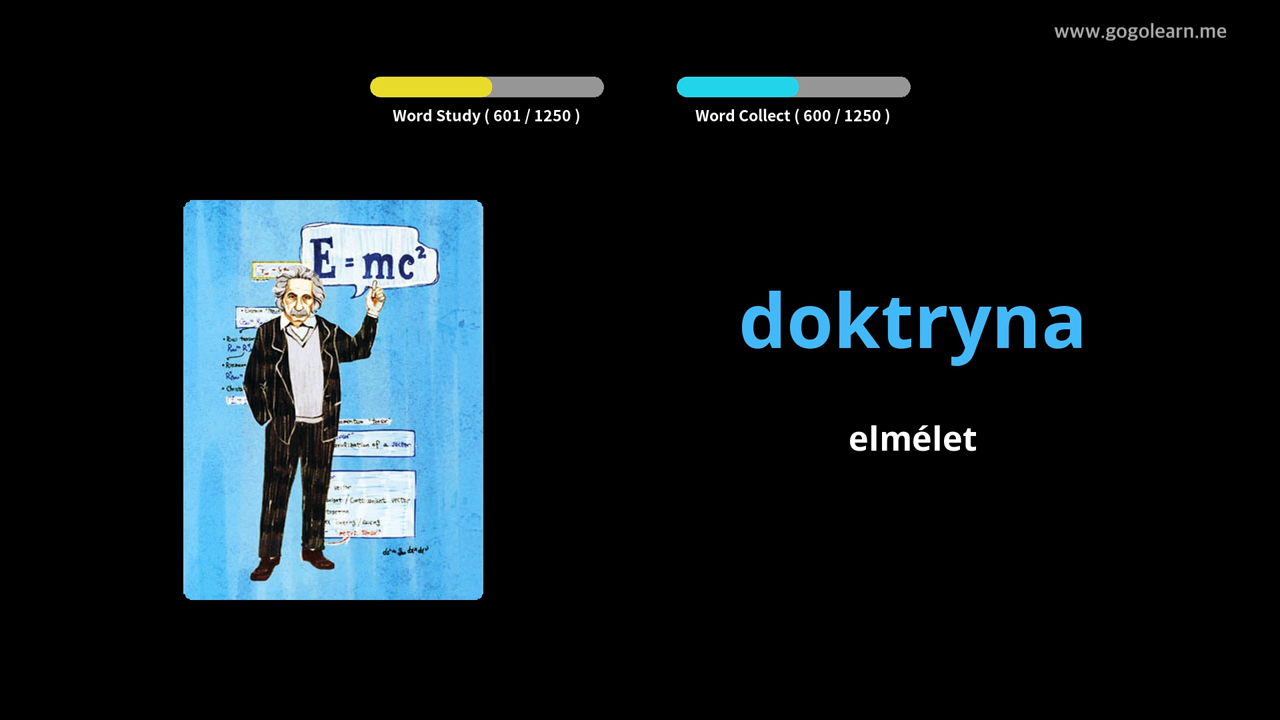 www.gogolearn.me
Word Study ( 601 / 1250 )
Word Collect ( 600 / 1250 )
E = mc²
doktryna
elmélet